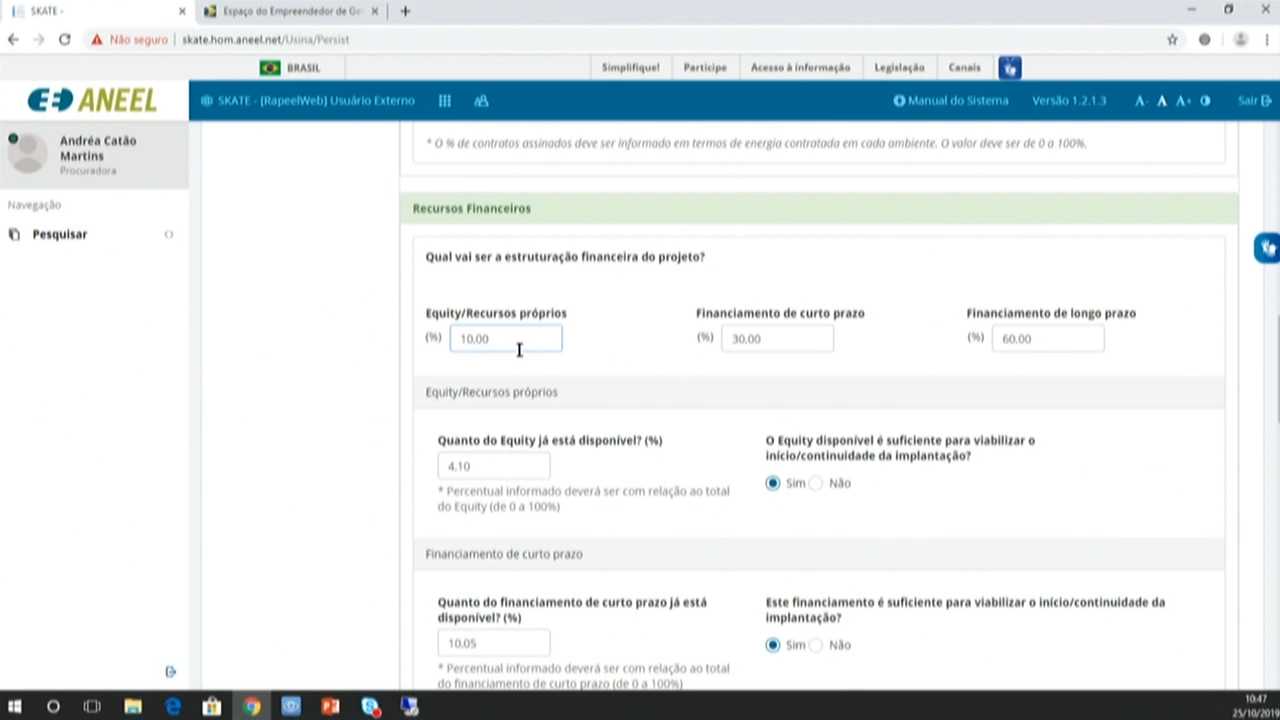 SKATE -
Espaço do Empreendedor de Ge
Não seguro
skate.hom.aneel.net/Usina/Persist
BRASIL
Simplifique!
Participe
Acesso à informação
Legislação
Canais
ANEEL
SKATE - [RapeelWeb] Usuário Externo
Manual do Sistema
Versão 1.2.1.3
A-
A
A+
Sair
Andréa Catão
Martins
Procuradora
Navegação
Pesquisar
* O % de contratos assinados deve ser informado em termos de energia contratada em cada ambiente. O valor deve ser de 0 a 100%.
Recursos Financeiros
Qual vai ser a estruturação financeira do projeto?
Equity/Recursos próprios
Financiamento de curto prazo
Financiamento de longo prazo
(%) 10,00
(%) 30,00
(%) 60,00
Equity/Recursos próprios
Quanto do Equity já está disponível? (%)
4,10
* Percentual informado deverá ser com relação ao total
do Equity (de 0 a 100%)
O Equity disponível é suficiente para viabilizar o
início/continuidade da implantação?
Sim
Não
Financiamento de curto prazo
Quanto do financiamento de curto prazo já está
disponível? (%)
10,05
* Percentual informado deverá ser com relação ao total
do financiamento de curto prazo (de 0 a 100%)
Este financiamento é suficiente para viabilizar o início/continuidade da
implantação?
Sim
Não
10:47
25/10/2019